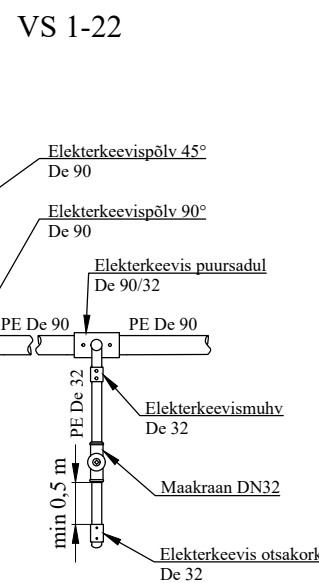 VS 1-22
Elekterkeevispõlv 45°
De 90
Elekterkeevispõlv 90°
De 90
Elekterkeevis puursadul
De 90/32
PE De 90
PE De 90
PE De 32
Elekterkeevismuhv
De 32
Maakraan DN32
min 0,5 m
Elekterkeevis otsakork
De 32